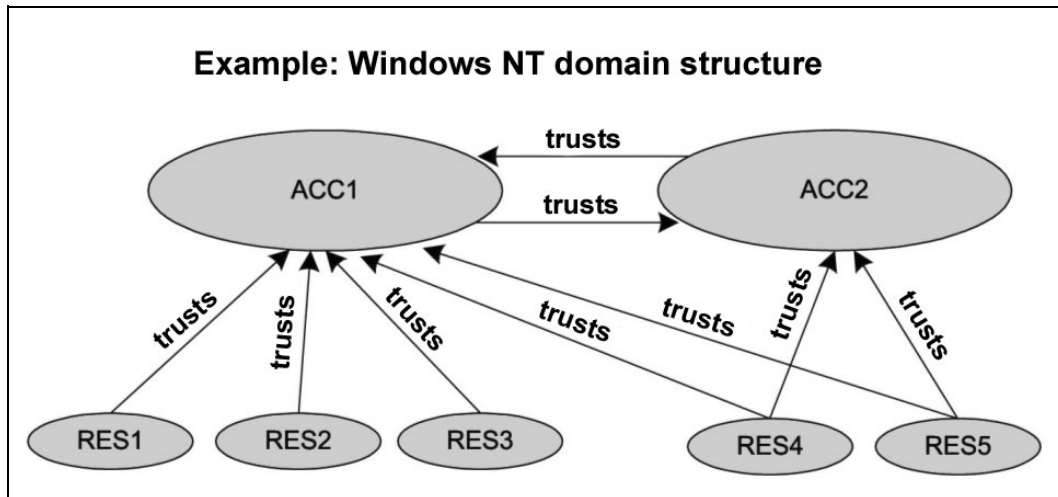 Example: Windows NT domain structure
trusts
ACC1
ACC2
trusts
trusts
trusts
trusts
trusts
trusts
trusts
trusts
RES1
RES2
RES3
RES4
RES5